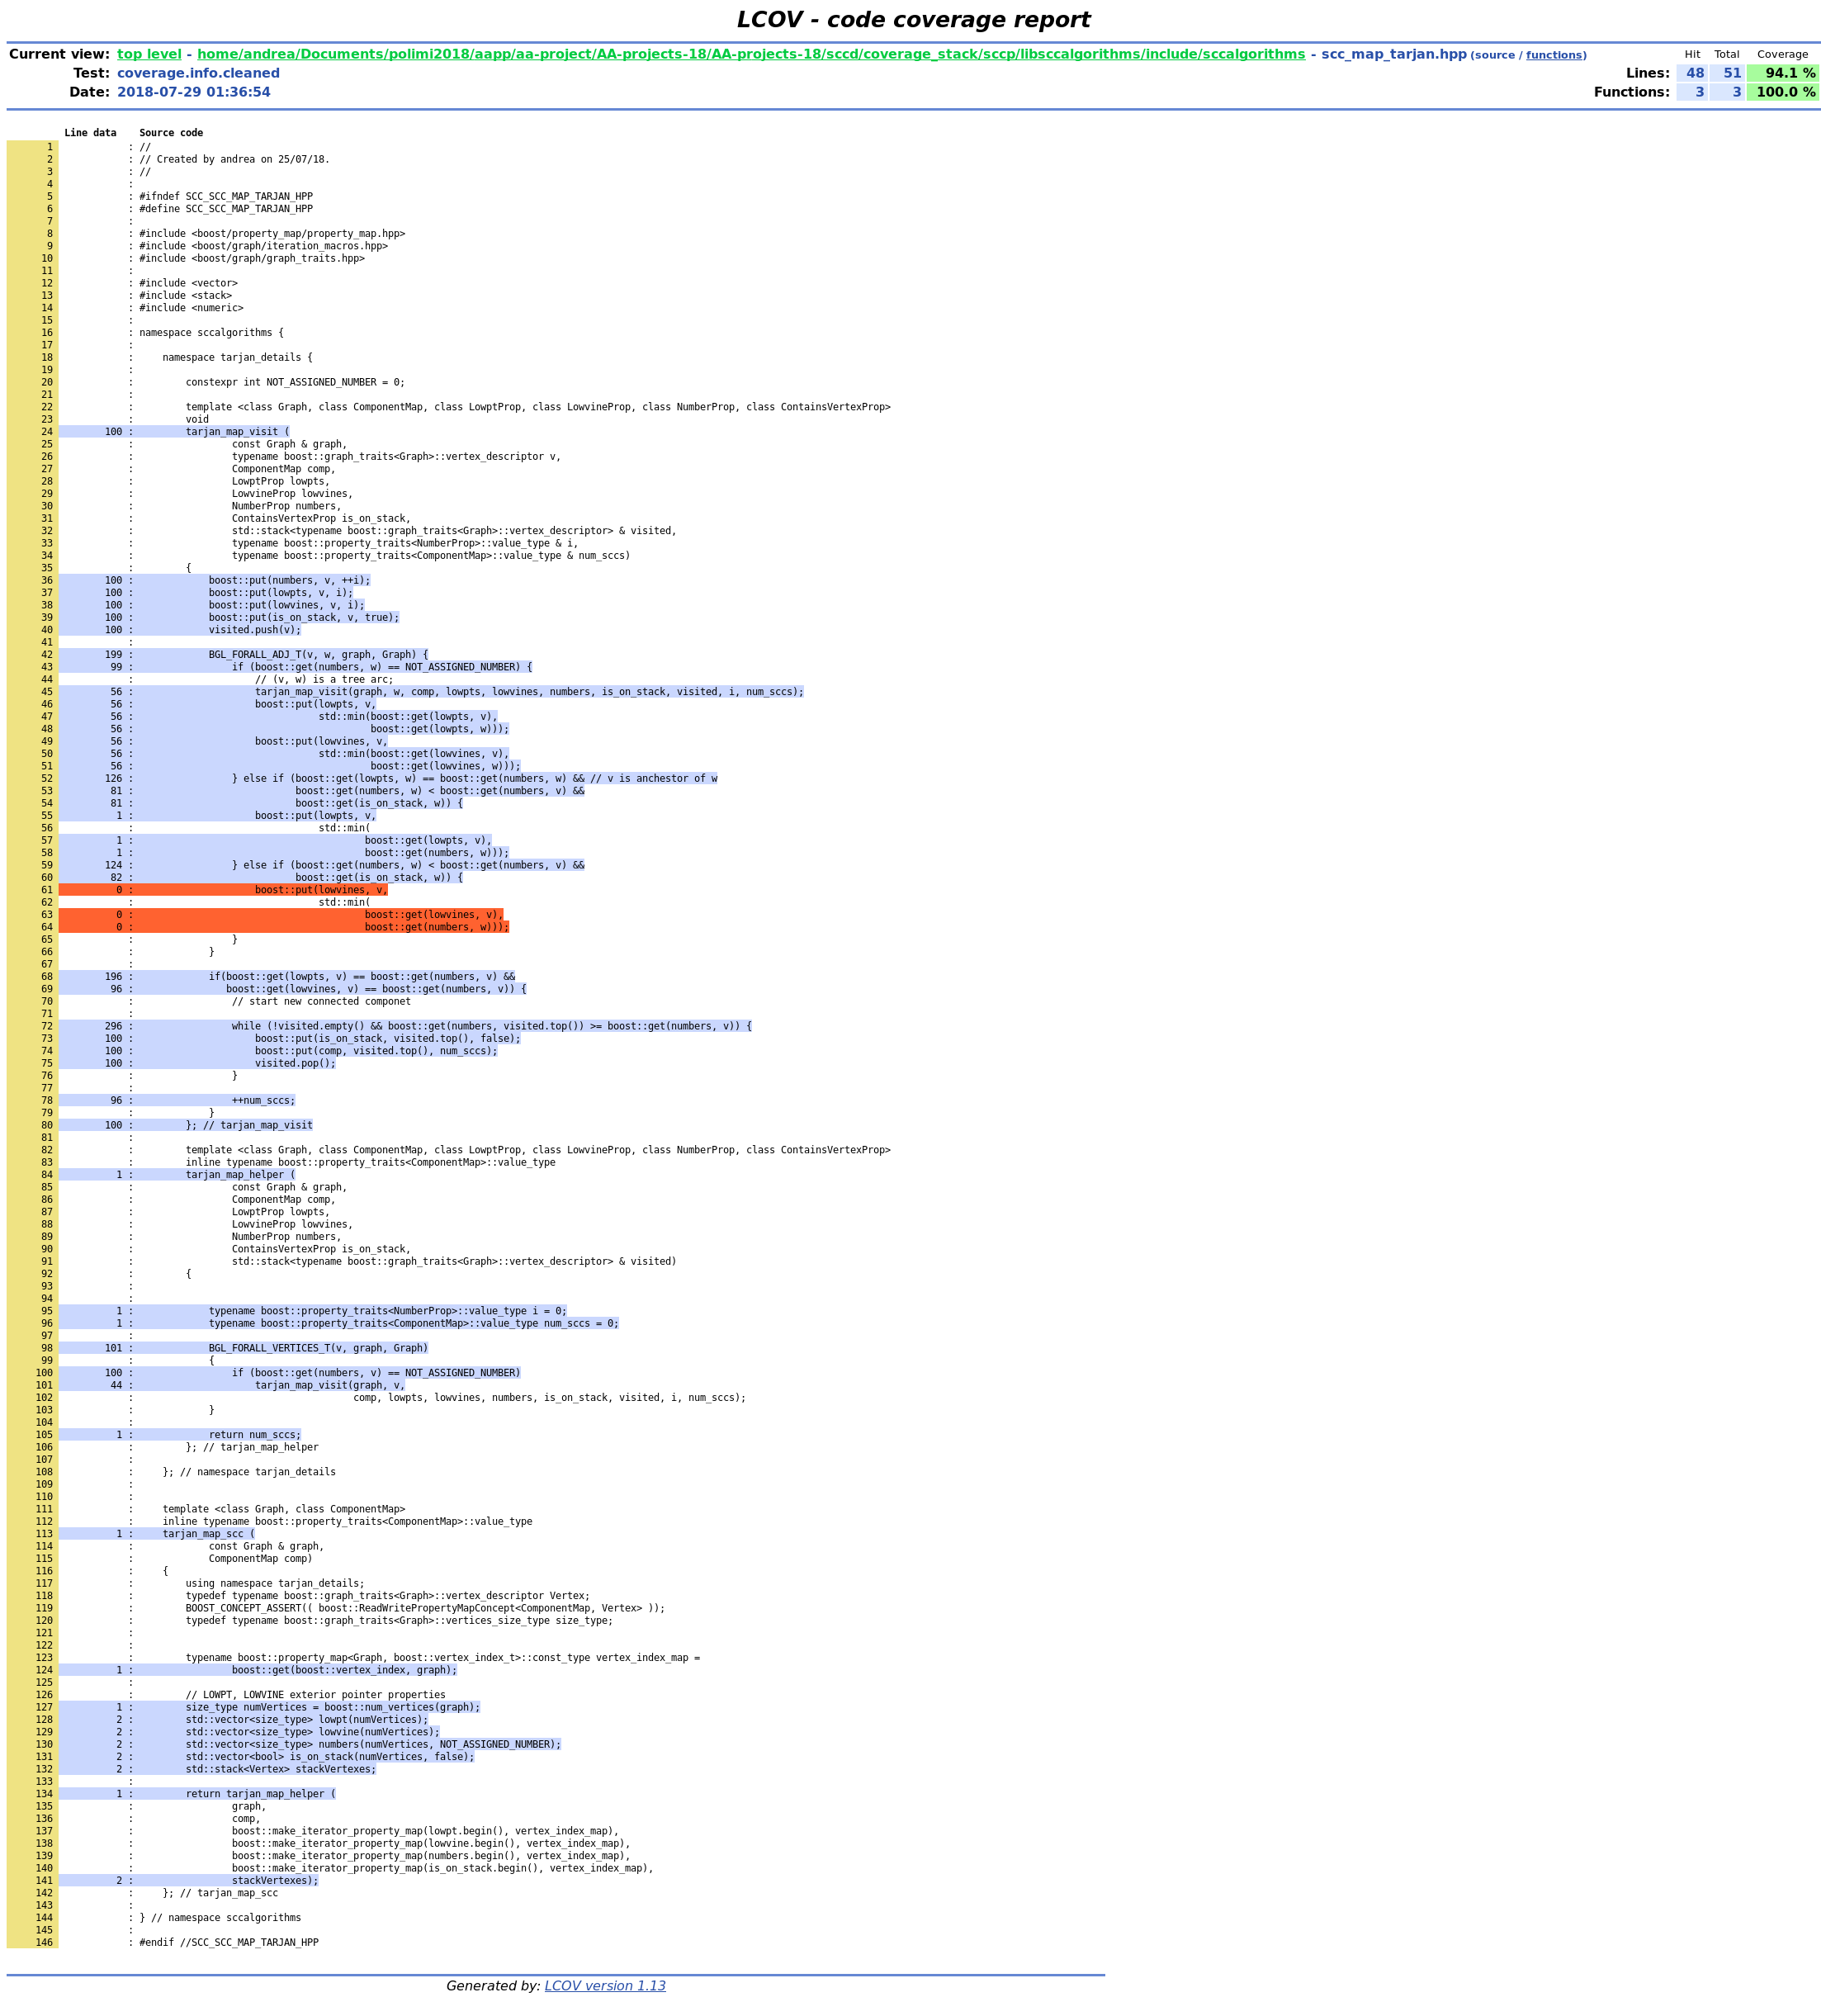 LCOV - code coverage report
Current view: top level - home/andrea/Documents/polimi2018/aapp/aa-project/AA-projects-18/AA-projects-18/sccd/coverage_stack/sccp/libsccalgorithms/include/sccalgorithms - scc_map_tarjan.hpp (source / functions) Hit Total Coverage
Test: coverage.info.cleaned Lines: 48 51 94.1 %
Date: 2018-07-29 01:36:54 Functions: 3 3 100.0 %
Line data Source code
1 : //
2 : // Created by andrea on 25/07/18.
3 : //
4 :
5 : #ifndef SCC_SCC_MAP_TARJAN_HPP
6 : #define SCC_SCC_MAP_TARJAN_HPP
7 :
8 : #include <boost/property_map/property_map.hpp>
9 : #include <boost/graph/iteration_macros.hpp>
10 : #include <boost/graph/graph_traits.hpp>
11 :
12 : #include <vector>
13 : #include <stack>
14 : #include <numeric>
15 :
16 : namespace sccalgorithms {
17 :
18 : namespace tarjan_details {
19 :
20 : constexpr int NOT_ASSIGNED_NUMBER = 0;
21 :
22 : template <class Graph, class ComponentMap, class LowptProp, class LowvineProp, class NumberProp, class ContainsVertexProp>
23 : void
24 100 : tarjan_map_visit (
25 : const Graph & graph,
26 : typename boost::graph_traits<Graph>::vertex_descriptor v,
27 : ComponentMap comp,
28 : LowptProp lowpts,
29 : LowvineProp lowvines,
30 : NumberProp numbers,
31 : ContainsVertexProp is_on_stack,
32 : std::stack<typename boost::graph_traits<Graph>::vertex_descriptor> & visited,
33 : typename boost::property_traits<NumberProp>::value_type & i,
34 : typename boost::property_traits<ComponentMap>::value_type & num_sccs)
35 : {
36 100 : boost::put(numbers, v, ++i);
37 100 : boost::put(lowpts, v, i);
38 100 : boost::put(lowvines, v, i);
39 100 : boost::put(is_on_stack, v, true);
40 100 : visited.push(v);
41 :
42 199 : BGL_FORALL_ADJ_T(v, w, graph, Graph) {
43 99 : if (boost::get(numbers, w) == NOT_ASSIGNED_NUMBER) {
44 : // (v, w) is a tree arc;
45 56 : tarjan_map_visit(graph, w, comp, lowpts, lowvines, numbers, is_on_stack, visited, i, num_sccs);
46 56 : boost::put(lowpts, v,
47 56 : std::min(boost::get(lowpts, v),
48 56 : boost::get(lowpts, w)));
49 56 : boost::put(lowvines, v,
50 56 : std::min(boost::get(lowvines, v),
51 56 : boost::get(lowvines, w)));
52 126 : } else if (boost::get(lowpts, w) == boost::get(numbers, w) && // v is anchestor of w
53 81 : boost::get(numbers, w) < boost::get(numbers, v) &&
54 81 : boost::get(is_on_stack, w)) {
55 1 : boost::put(lowpts, v,
56 : std::min(
57 1 : boost::get(lowpts, v),
58 1 : boost::get(numbers, w)));
59 124 : } else if (boost::get(numbers, w) < boost::get(numbers, v) &&
60 82 : boost::get(is_on_stack, w)) {
61 0 : boost::put(lowvines, v,
62 : std::min(
63 0 : boost::get(lowvines, v),
64 0 : boost::get(numbers, w)));
65 : }
66 : }
67 :
68 196 : if(boost::get(lowpts, v) == boost::get(numbers, v) &&
69 96 : boost::get(lowvines, v) == boost::get(numbers, v)) {
70 : // start new connected componet
71 :
72 296 : while (!visited.empty() && boost::get(numbers, visited.top()) >= boost::get(numbers, v)) {
73 100 : boost::put(is_on_stack, visited.top(), false);
74 100 : boost::put(comp, visited.top(), num_sccs);
75 100 : visited.pop();
76 : }
77 :
78 96 : ++num_sccs;
79 : }
80 100 : }; // tarjan_map_visit
81 :
82 : template <class Graph, class ComponentMap, class LowptProp, class LowvineProp, class NumberProp, class ContainsVertexProp>
83 : inline typename boost::property_traits<ComponentMap>::value_type
84 1 : tarjan_map_helper (
85 : const Graph & graph,
86 : ComponentMap comp,
87 : LowptProp lowpts,
88 : LowvineProp lowvines,
89 : NumberProp numbers,
90 : ContainsVertexProp is_on_stack,
91 : std::stack<typename boost::graph_traits<Graph>::vertex_descriptor> & visited)
92 : {
93 :
94 :
95 1 : typename boost::property_traits<NumberProp>::value_type i = 0;
96 1 : typename boost::property_traits<ComponentMap>::value_type num_sccs = 0;
97 :
98 101 : BGL_FORALL_VERTICES_T(v, graph, Graph)
99 : {
100 100 : if (boost::get(numbers, v) == NOT_ASSIGNED_NUMBER)
101 44 : tarjan_map_visit(graph, v,
102 : comp, lowpts, lowvines, numbers, is_on_stack, visited, i, num_sccs);
103 : }
104 :
105 1 : return num_sccs;
106 : }; // tarjan_map_helper
107 :
108 : }; // namespace tarjan_details
109 :
110 :
111 : template <class Graph, class ComponentMap>
112 : inline typename boost::property_traits<ComponentMap>::value_type
113 1 : tarjan_map_scc (
114 : const Graph & graph,
115 : ComponentMap comp)
116 : {
117 : using namespace tarjan_details;
118 : typedef typename boost::graph_traits<Graph>::vertex_descriptor Vertex;
119 : BOOST_CONCEPT_ASSERT(( boost::ReadWritePropertyMapConcept<ComponentMap, Vertex> ));
120 : typedef typename boost::graph_traits<Graph>::vertices_size_type size_type;
121 :
122 :
123 : typename boost::property_map<Graph, boost::vertex_index_t>::const_type vertex_index_map =
124 1 : boost::get(boost::vertex_index, graph);
125 :
126 : // LOWPT, LOWVINE exterior pointer properties
127 1 : size_type numVertices = boost::num_vertices(graph);
128 2 : std::vector<size_type> lowpt(numVertices);
129 2 : std::vector<size_type> lowvine(numVertices);
130 2 : std::vector<size_type> numbers(numVertices, NOT_ASSIGNED_NUMBER);
131 2 : std::vector<bool> is_on_stack(numVertices, false);
132 2 : std::stack<Vertex> stackVertexes;
133 :
134 1 : return tarjan_map_helper (
135 : graph,
136 : comp,
137 : boost::make_iterator_property_map(lowpt.begin(), vertex_index_map),
138 : boost::make_iterator_property_map(lowvine.begin(), vertex_index_map),
139 : boost::make_iterator_property_map(numbers.begin(), vertex_index_map),
140 : boost::make_iterator_property_map(is_on_stack.begin(), vertex_index_map),
141 2 : stackVertexes);
142 : }; // tarjan_map_scc
143 :
144 : } // namespace sccalgorithms
145 :
146 : #endif //SCC_SCC_MAP_TARJAN_HPP
Generated by: LCOV version 1.13